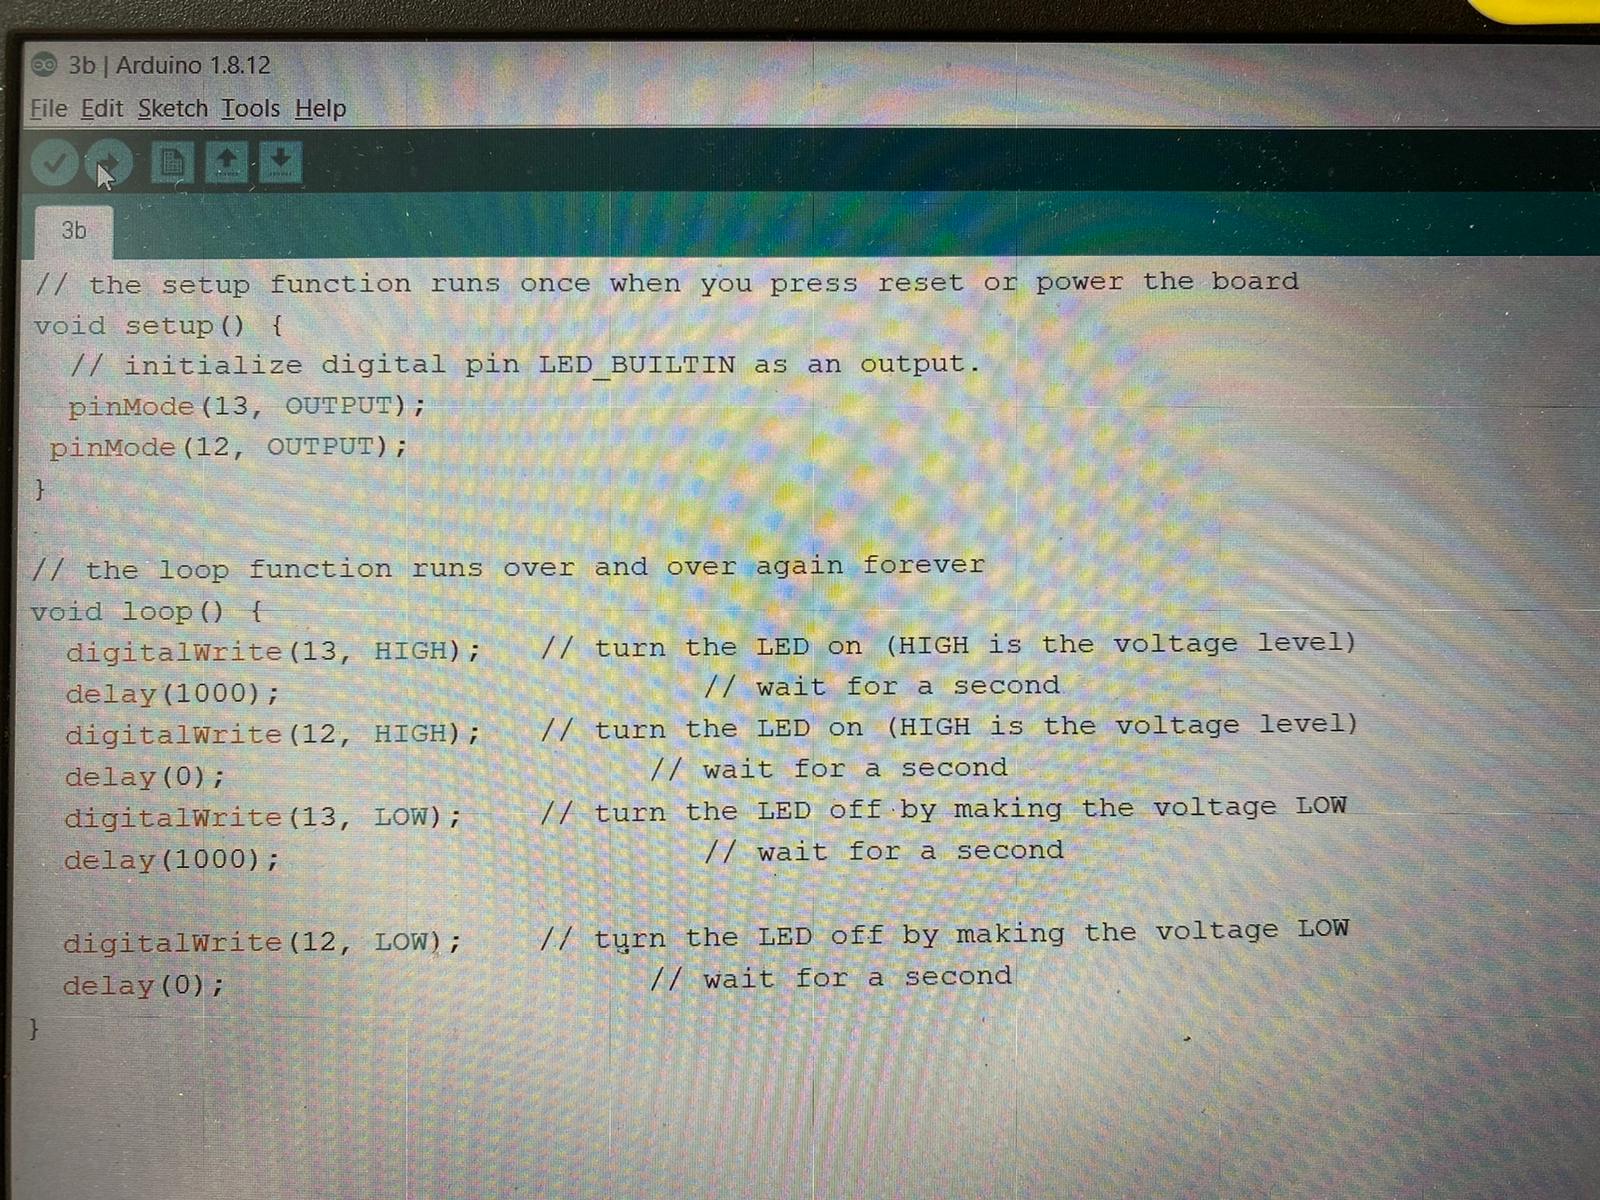 3b | Arduino 1.8.12
File Edit Sketch Tools Help
3b
// the setup function runs once when you press reset or power the board
void setup() {
  // initialize digital pin LED_BUILTIN as an output.
  pinMode(13, OUTPUT);
 pinMode(12, OUTPUT);
}
// the loop function runs over and over again forever
void loop() {
  digitalWrite(13, HIGH);   // turn the LED on (HIGH is the voltage level)
  delay(1000);                       // wait for a second
  digitalWrite(12, HIGH);   // turn the LED on (HIGH is the voltage level)
  delay(0);                       // wait for a second
  digitalWrite(13, LOW);    // turn the LED off by making the voltage LOW
  delay(1000);                       // wait for a second
  digitalWrite(12, LOW);    // turn the LED off by making the voltage LOW
  delay(0);                       // wait for a second
}